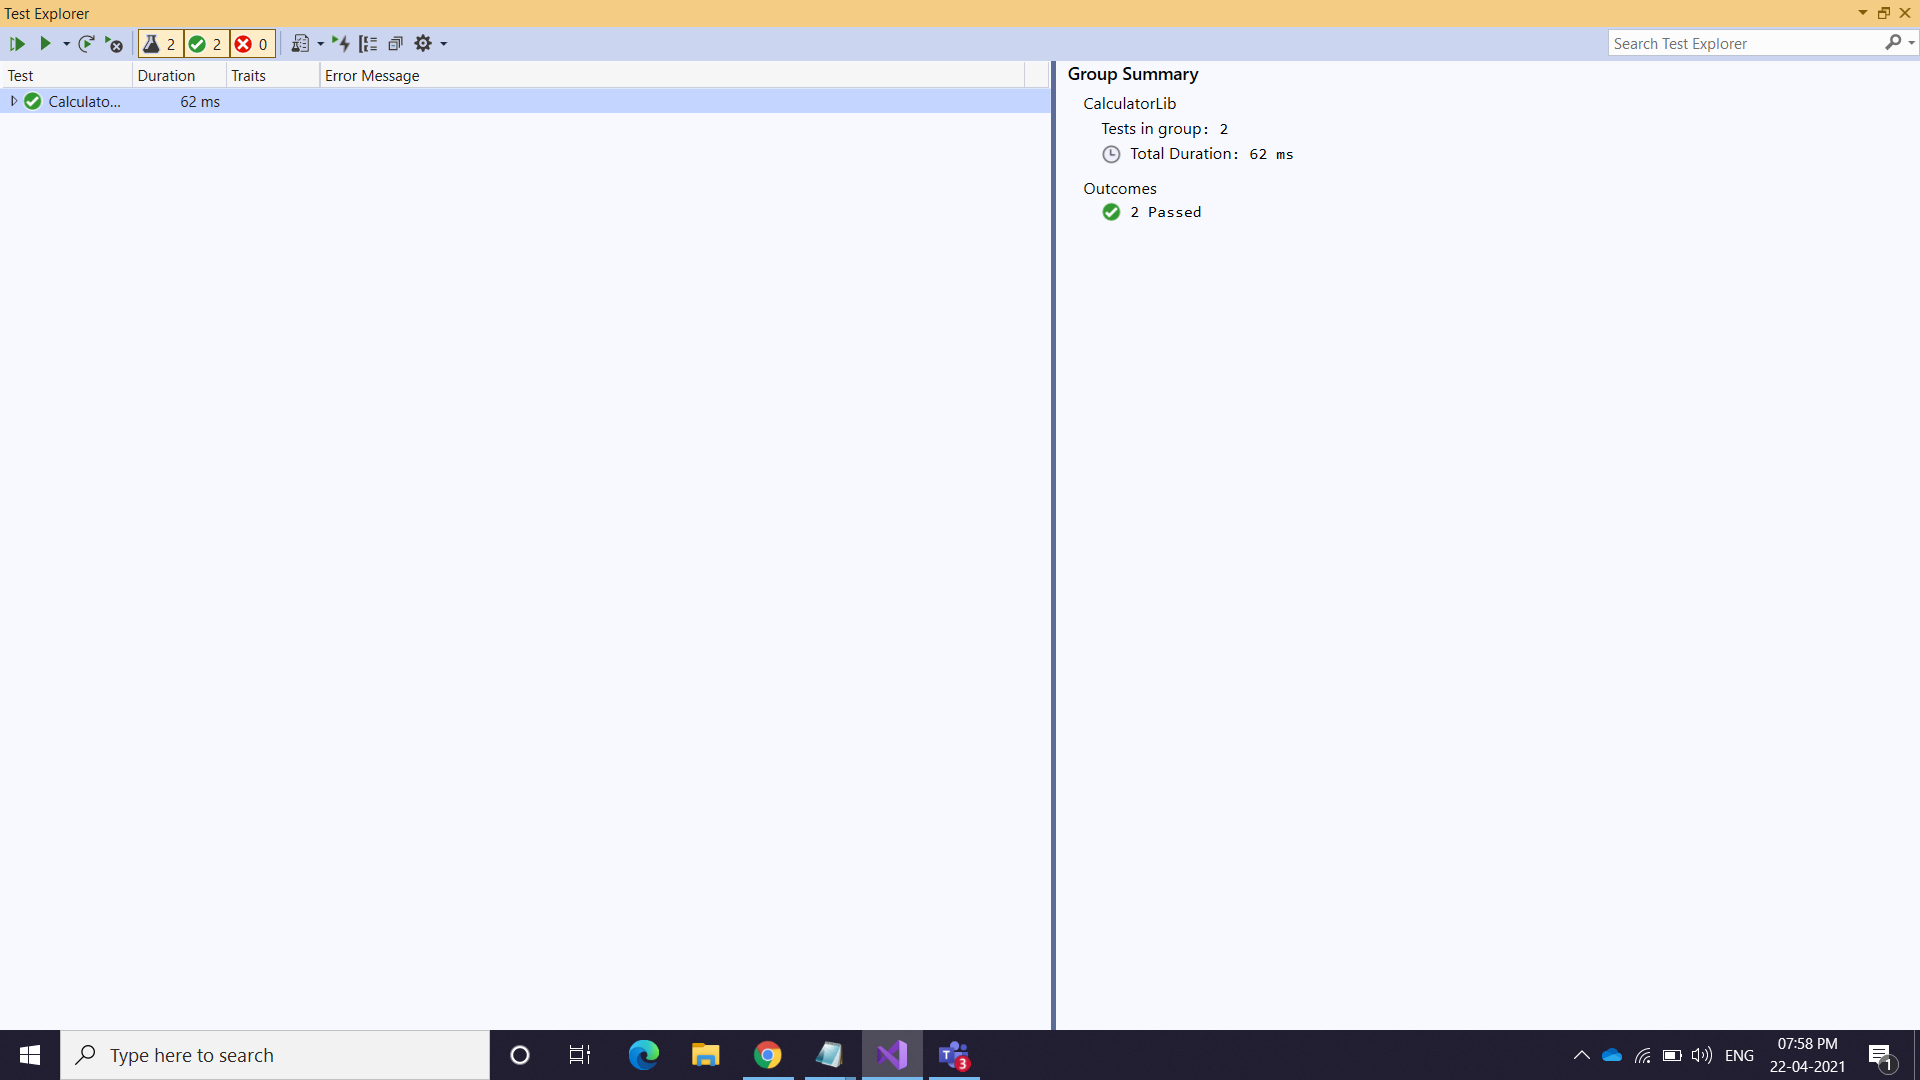 Test Explorer
2 2 0
Search Test Explorer
Test Duration Traits Error Message
Calculato... 62 ms
Group Summary
CalculatorLib
Tests in group: 2
Total Duration: 62 ms
Outcomes
2 Passed
Type here to search
T 3
ENG
07:58 PM
22-04-2021
1